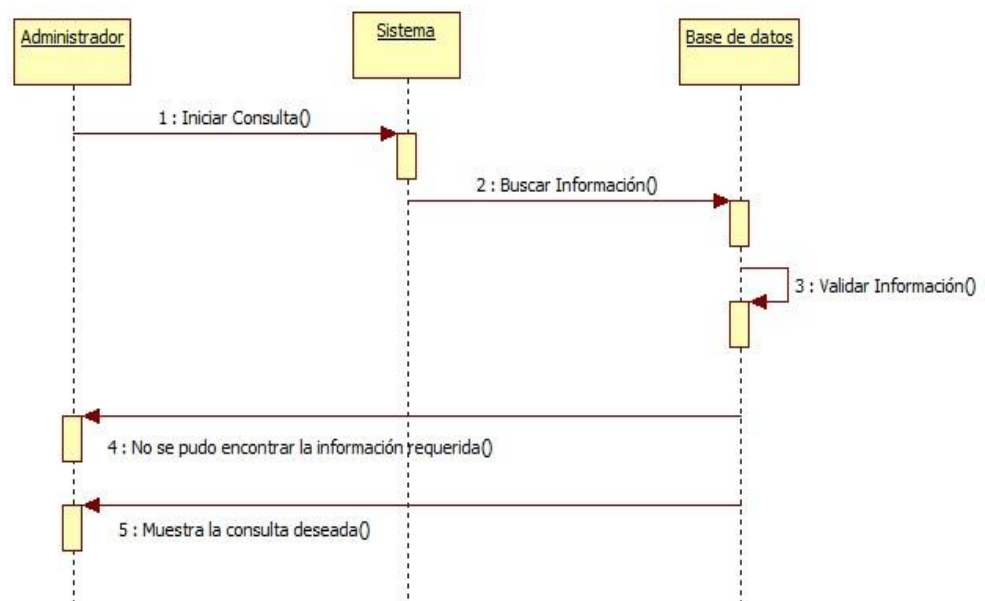 Administrador
Sistema
Base de datos
1 : Iniciar Consulta()
2 : Buscar Información()
3 : Validar Información()
4 : No se pudo encontrar la información requerida()
5 : Muestra la consulta deseada()